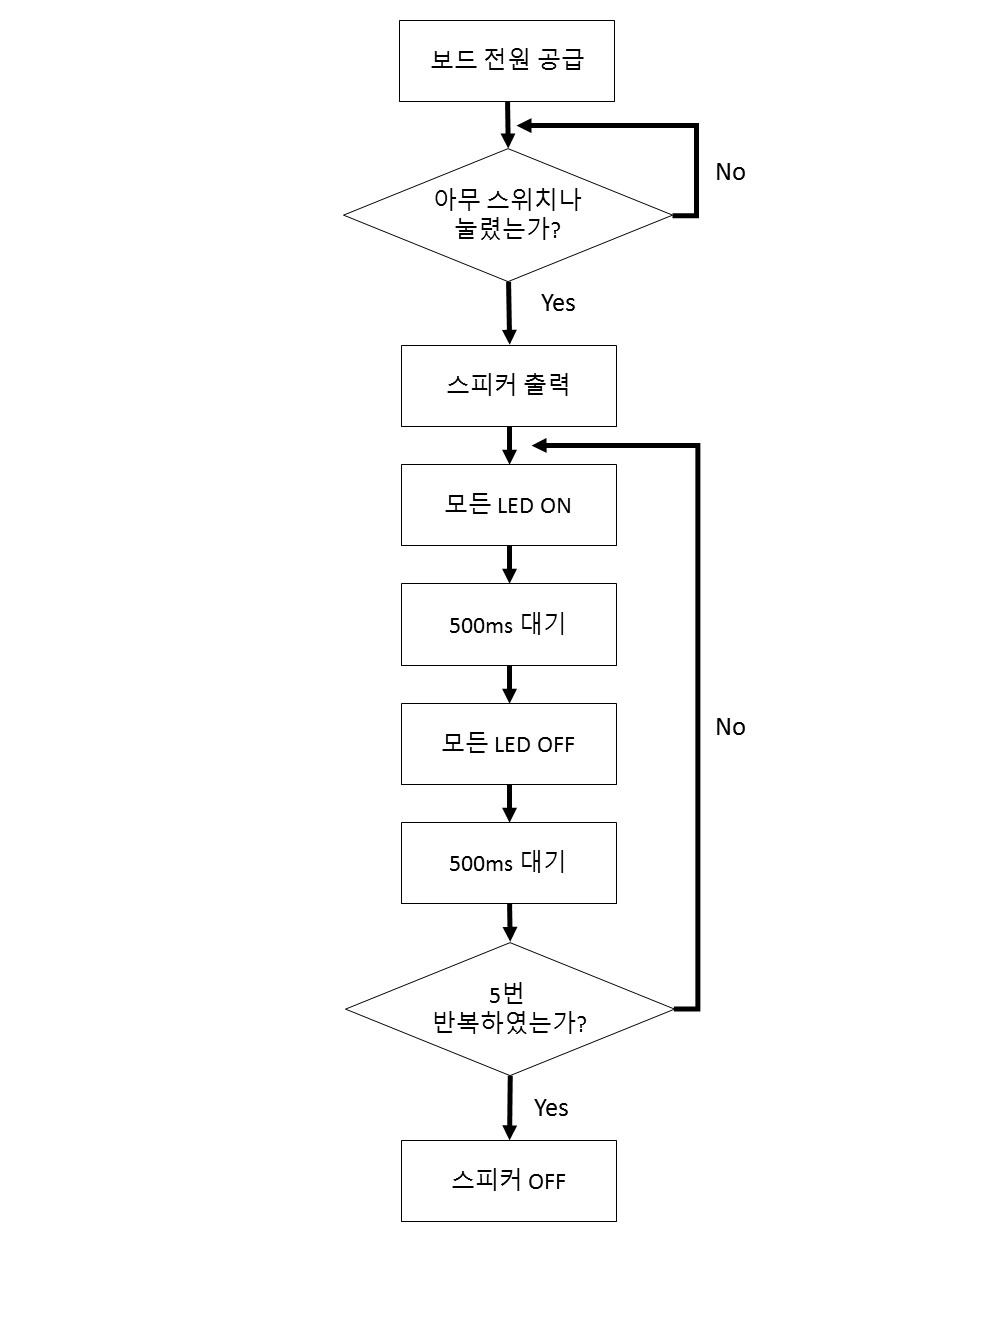 보드 전원 공급
아무 스위치나
눌렸는가?
No
Yes
스피커 출력
모든 LED ON
500ms 대기
모든 LED OFF
No
500ms 대기
5번
반복하였는가?
Yes
스피커 OFF